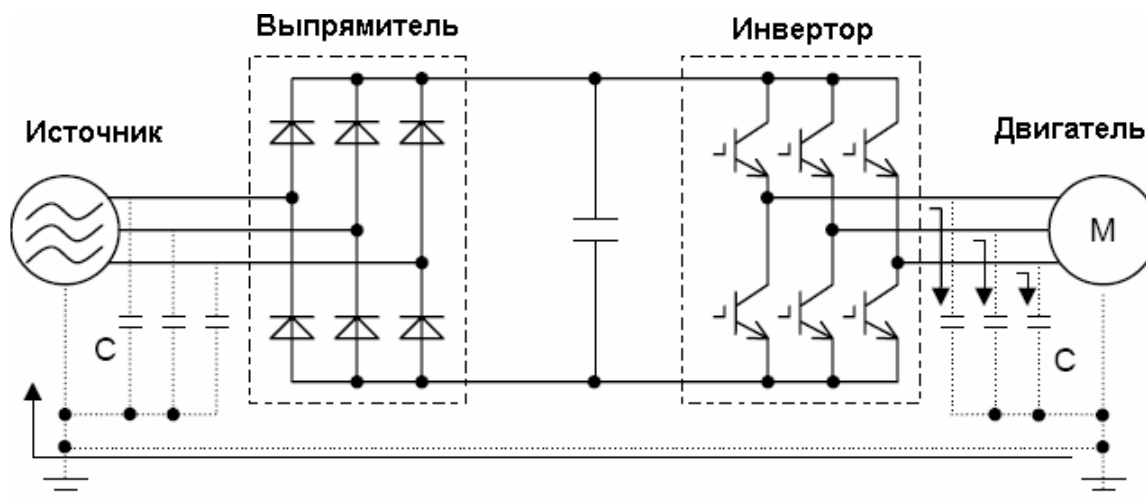 Выпрямитель
Инвертор
Источник
Двигатель
M
C
C